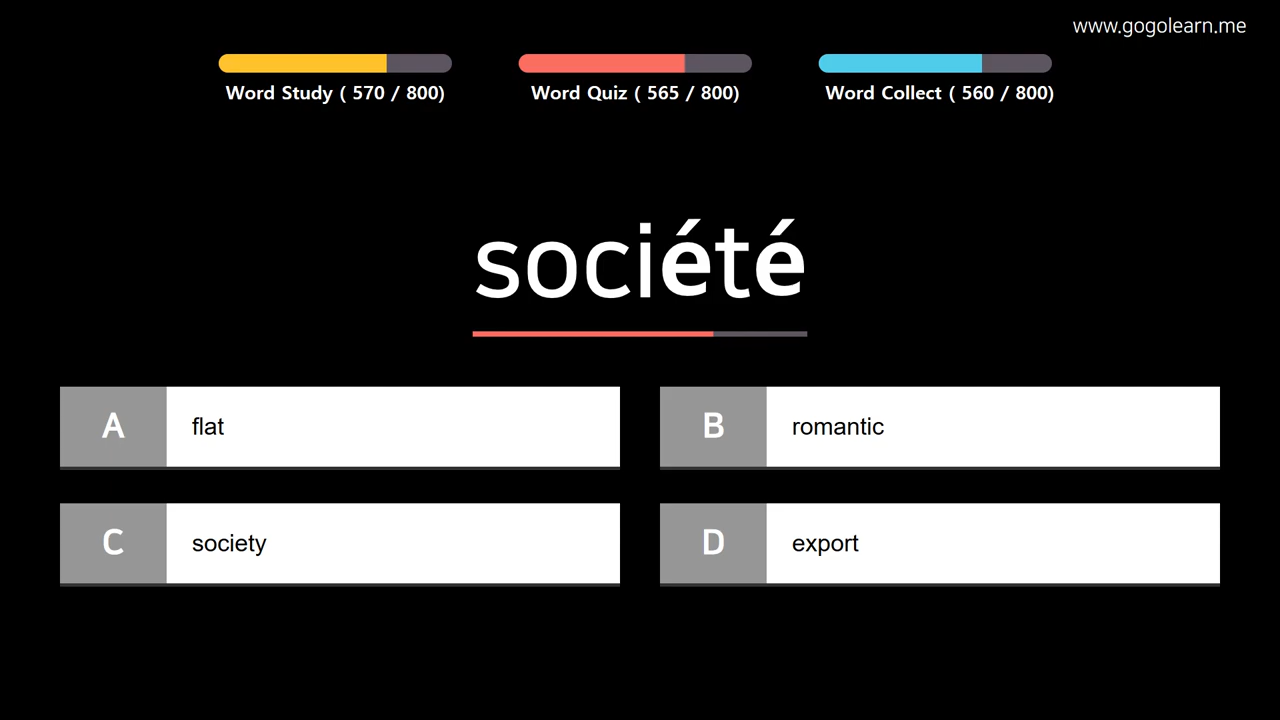 www.gogolearn.me
Word Study ( 570 / 800)
Word Quiz ( 565 / 800)
Word Collect ( 560 / 800)
société
A flat
B romantic
C society
D export